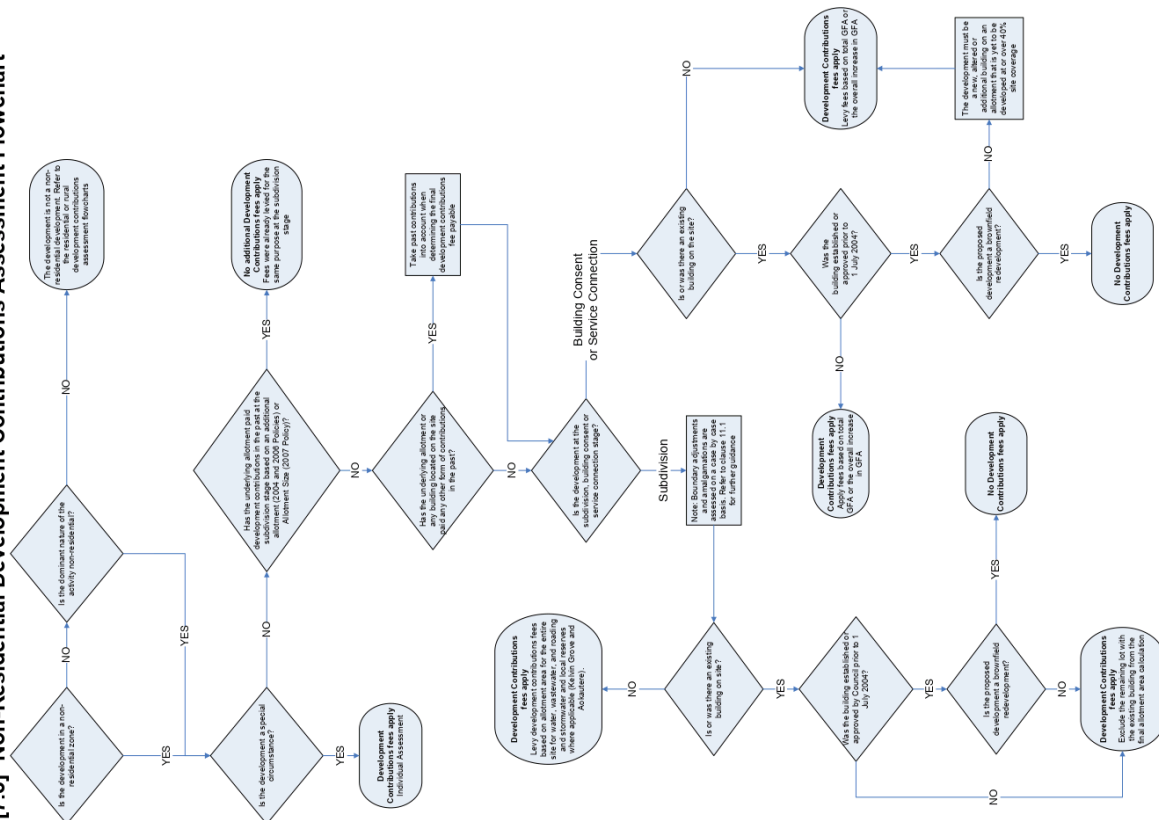 [7.6] Non-Residential Development Contributions Assessment Flowchart
Is the development in a non-
residential zone?
NO
Is the dominant nature of the
activity non-residential?
NO
The development is not a non-
residential development. Refer to
the residential or rural
development contributions
assessment flowcharts
YES
YES
Is the development a special
circumstance?
YES
Development
Contributions fees apply
Individual Assessment
NO
Has the underlying allotment paid
development contributions in the past at the
subdivision stage based on an additional
allotment (2004 and 2006 Policies) or
Allotment Size (2007 Policy)?
YES
No additional Development
Contributions fees apply
Fees were already levied for the
same purpose at the subdivision
stage
NO
Has the underlying allotment or
any building located on the site
paid any other form of contributions
in the past?
YES
Take past contributions
into account when
determining the final
development contributions
fee payable
NO
Is the development at the
subdivision, building consent or
service connection stage?
Building Consent
or Service Connection
Subdivision
Note: Boundary adjustments
and amalgamations are
assessed on a case by case
basis. Refer to clause 11.1
for further guidance
Is or was there an existing
building on site?
NO
Development Contributions
fees apply
Levy development contributions fees
based on allotment area for the entire
site for water, wastewater, and roading
and stormwater and local reserves
where applicable (Kelvin Grove and
Aokautere).
YES
Was the building established or
approved by Council prior to 1
July 2004?
NO
YES
Is the proposed
development a brownfield
redevelopment?
YES
No Development
Contributions fees apply
NO
Development Contributions
fees apply
Exclude the remaining lot with
the existing building from the
final allotment area calculation
Is or was there an existing
building on the site?
NO
Development Contributions
fees apply
Levy fees based on total GFA or
the overall increase in GFA
YES
Was the
building established or
approved prior to
1 July 2004?
NO
Development
Contributions fees apply
Apply fees based on total
GFA or the overall increase
in GFA
YES
Is the proposed
development a brownfield
redevelopment?
NO
The development must be
a new, altered or
additional building on an
allotment that is yet to be
developed at or over 40%
site coverage
YES
No Development
Contributions fees apply